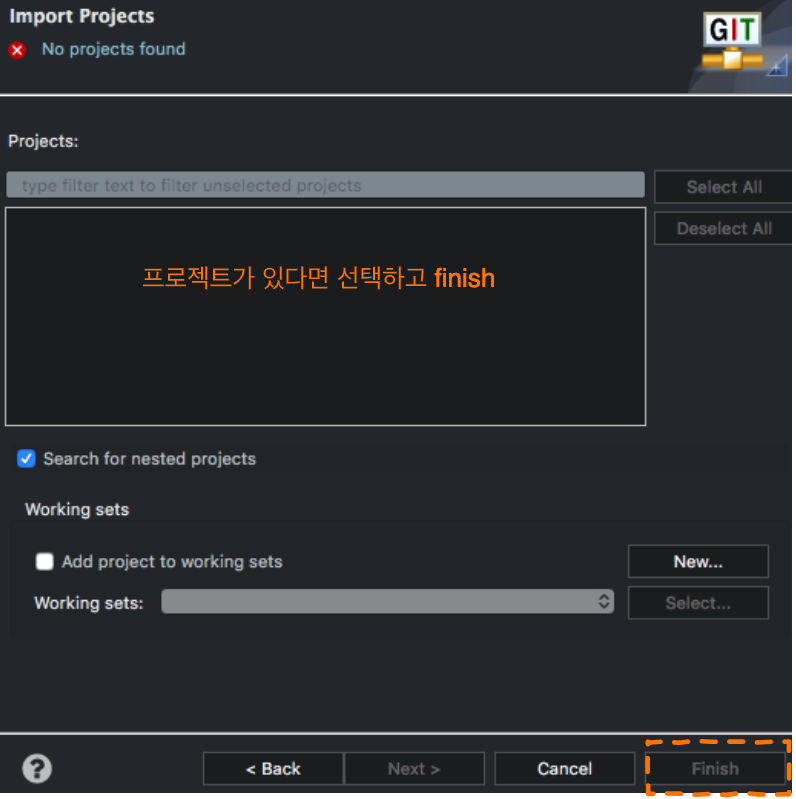 Import Projects
No projects found
GIT
Projects:
type filter text to filter unselected projects
Select All
Deselect All
프로젝트가 있다면 선택하고 finish
Search for nested projects
Working sets
Add project to working sets
New...
Working sets:
Select...
?
< Back
Next >
Cancel
Finish